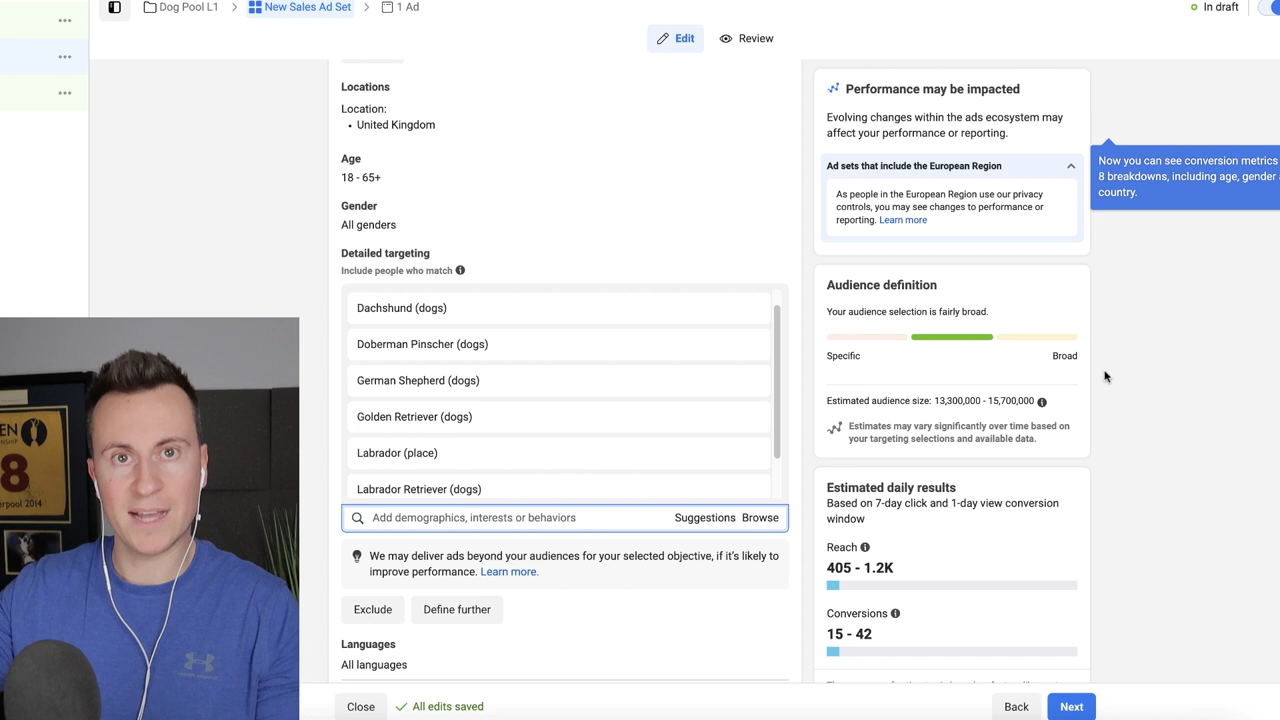 Dog Pool L1 > New Sales Ad Set > 1 Ad
In draft
Edit
Review
Locations
Location:
• United Kingdom
Age
18 - 65+
Gender
All genders
Detailed targeting
Include people who match
Dachshund (dogs)
Doberman Pinscher (dogs)
German Shepherd (dogs)
Golden Retriever (dogs)
Labrador (place)
Labrador Retriever (dogs)
Add demographics, interests or behaviors Suggestions Browse
We may deliver ads beyond your audiences for your selected objective, if it's likely to
improve performance. Learn more.
Exclude Define further
Languages
All languages
Close All edits saved
Back Next
Performance may be impacted
Evolving changes within the ads ecosystem may
affect your performance or reporting.
Ad sets that include the European Region
As people in the European Region use our privacy
controls, you may see changes to performance or
reporting. Learn more
Now you can see conversion metrics
8 breakdowns, including age, gender
country.
Audience definition
Your audience selection is fairly broad.
Specific Broad
Estimated audience size: 13,300,000 - 15,700,000
Estimates may vary significantly over time based on
your targeting selections and available data.
Estimated daily results
Based on 7-day click and 1-day view conversion
window
Reach
405 - 1.2K
Conversions
15 - 42
8
erpool 2014